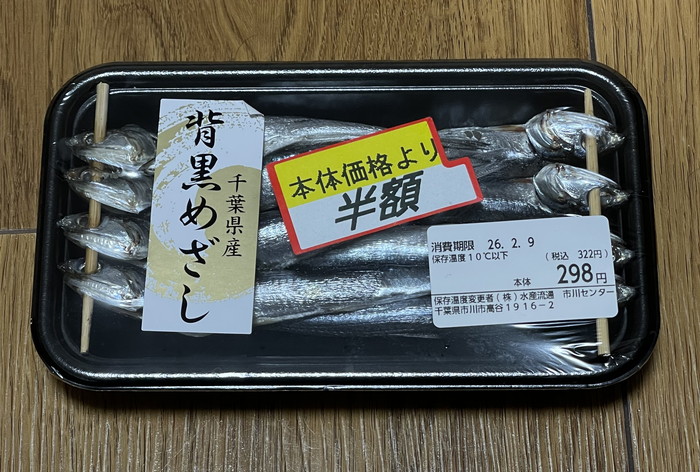 背黒めざし
千葉県産
本体価格より
半額
消費期限 26. 2. 9
保存温度10℃以下 (税込 322円)
本体 298円
保存温度変更者(株)水産流通 市川センター
千葉県市川市高谷1916-2